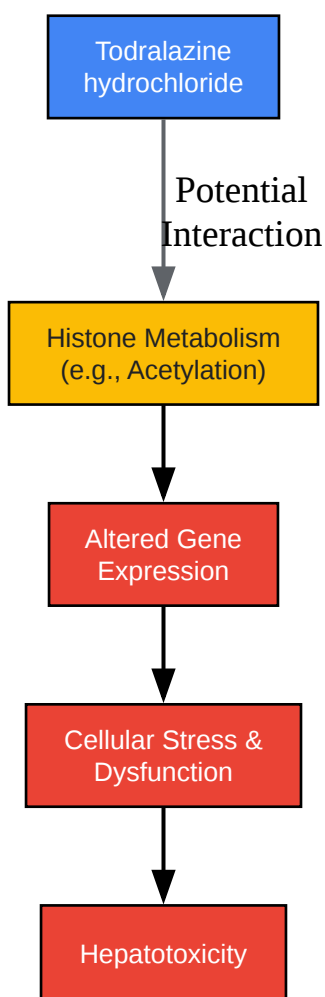 Todralazine
hydrochloride
Potential
Interaction
Histone Metabolism
(e.g., Acetylation)
Altered Gene
Expression
Cellular Stress &
Dysfunction
Hepatotoxicity